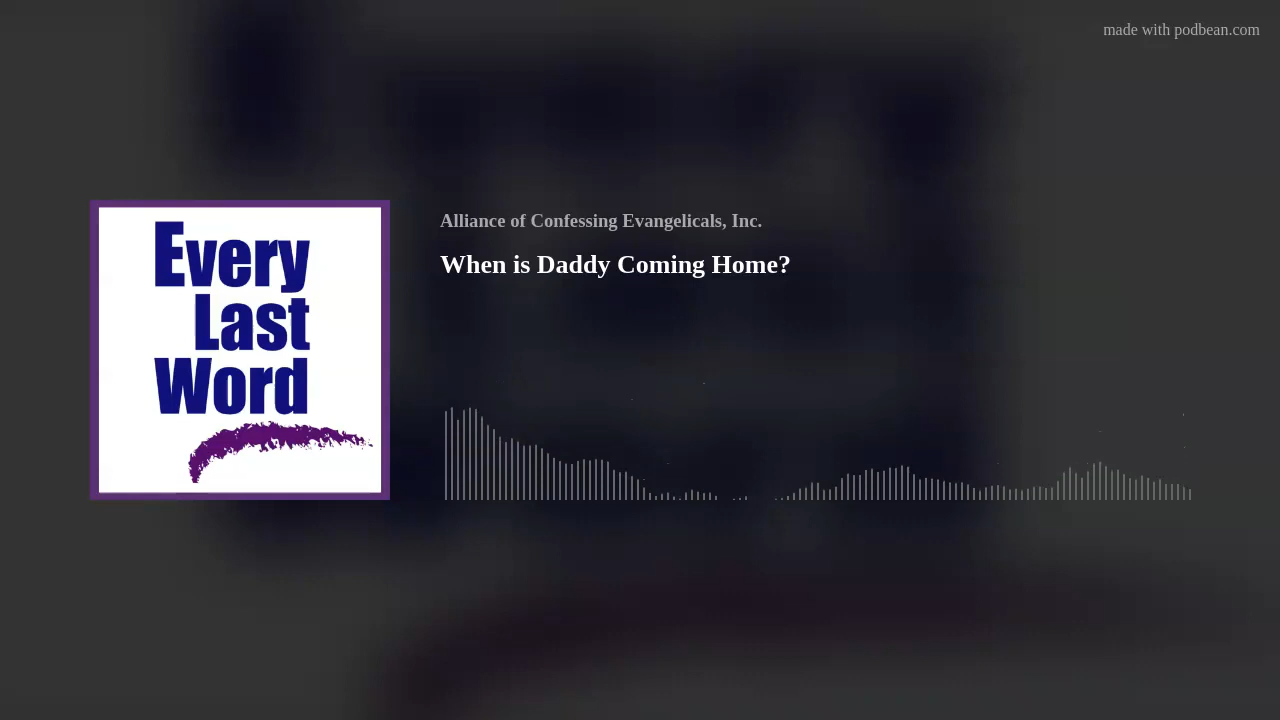 made with podbean.com
Every
Last
Word
Alliance of Confessing Evangelicals, Inc.
When is Daddy Coming Home?